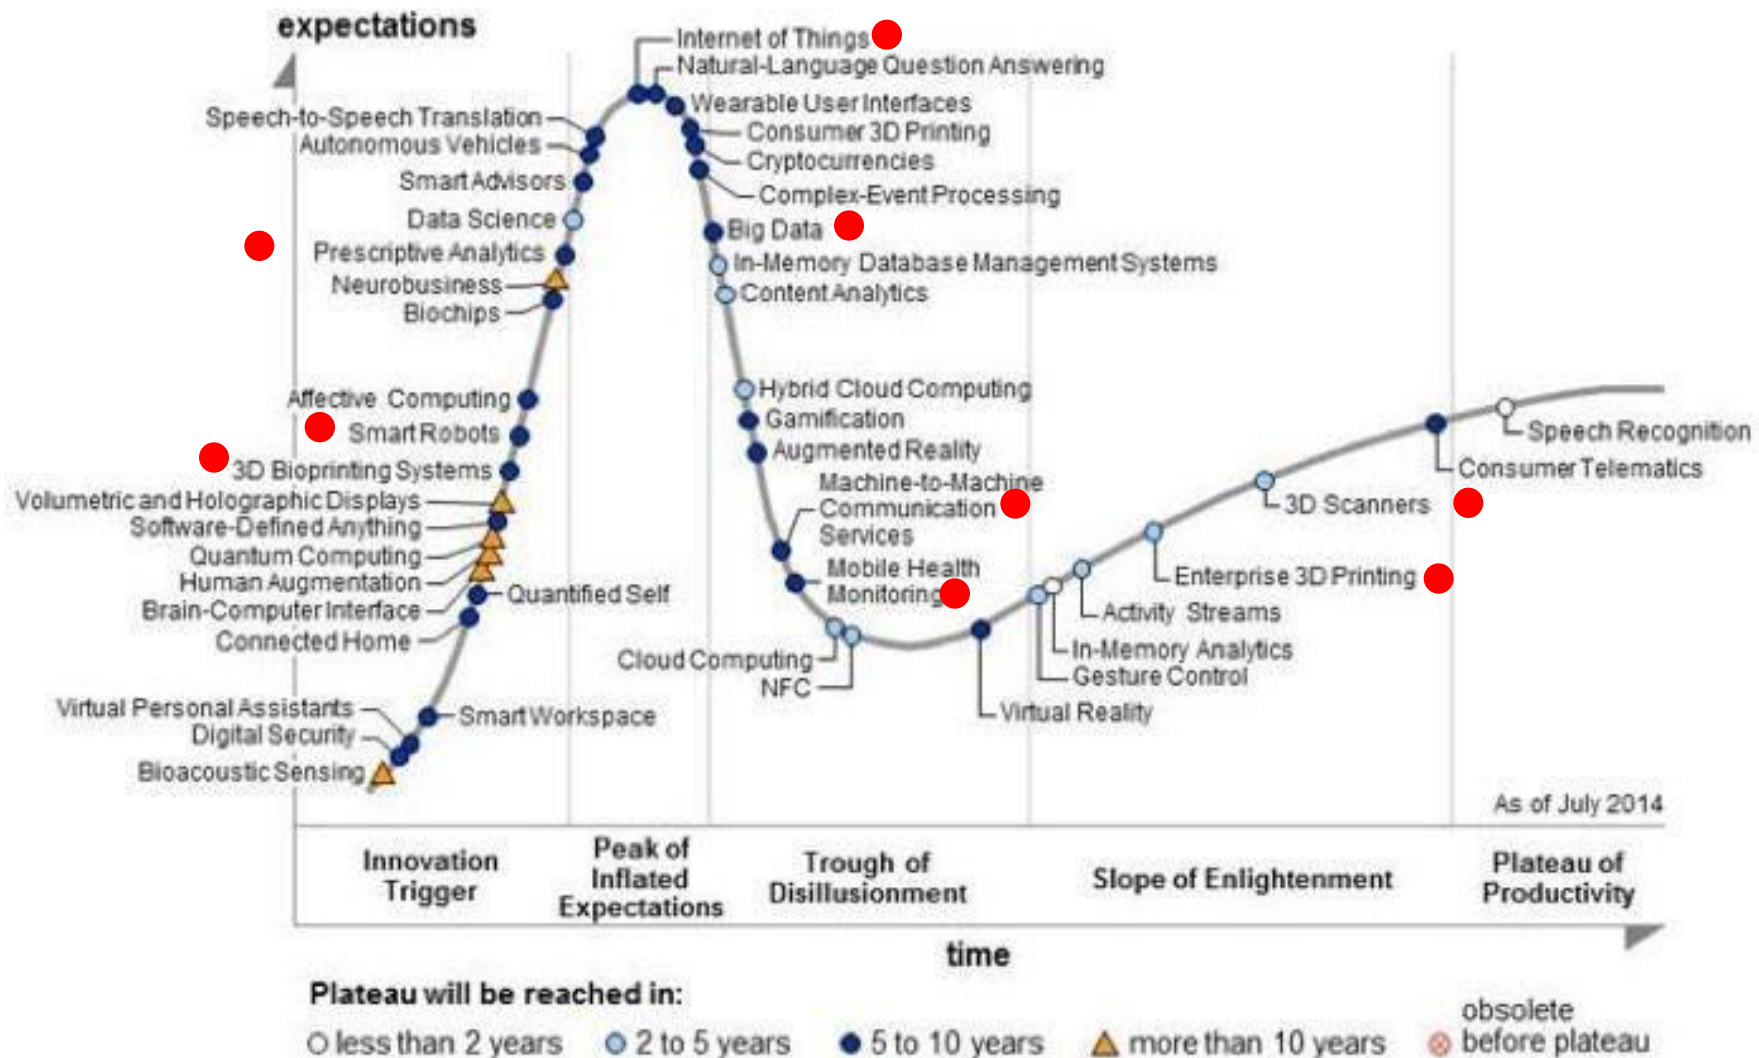 expectations
Internet of Things
Natural-Language Question Answering
Wearable User Interfaces
Consumer 3D Printing
Cryptocurrencies
Complex-Event Processing
Big Data
In-Memory Database Management Systems
Content Analytics
Hybrid Cloud Computing
Gamification
Augmented Reality
Machine-to-Machine
Communication
Services
Mobile Health
Monitoring
Speech-to-Speech Translation
Autonomous Vehicles
Smart Advisors
Data Science
Prescriptive Analytics
Neurobusiness
Biochips
Affective Computing
Smart Robots
3D Bioprinting Systems
Volumetric and Holographic Displays
Software-Defined Anything
Quantum Computing
Human Augmentation
Brain-Computer Interface
Connected Home
Quantified Self
Virtual Personal Assistants
Digital Security
Bioacoustic Sensing
Smart Workspace
Cloud Computing
NFC
Virtual Reality
Gesture Control
In-Memory Analytics
Activity Streams
Enterprise 3D Printing
3D Scanners
Consumer Telematics
Speech Recognition
As of July 2014
Innovation
Trigger
Peak of
Inflated
Expectations
Trough of
Disillusionment
Slope of Enlightenment
Plateau of
Productivity
time
Plateau will be reached in:
less than 2 years
2 to 5 years
5 to 10 years
more than 10 years
obsolete
before plateau